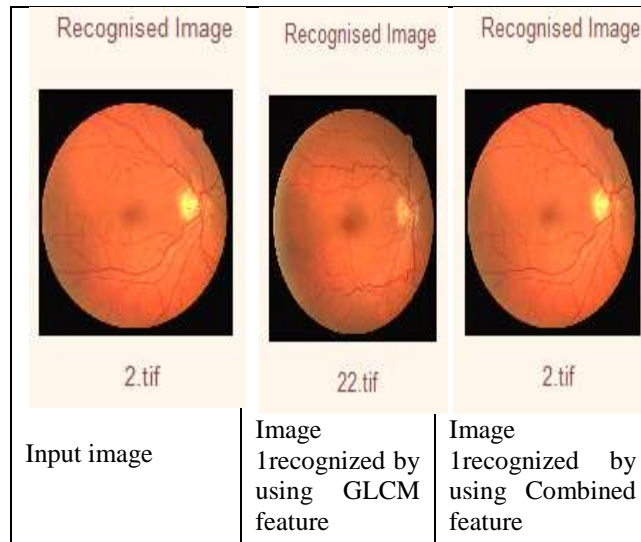 Recognised Image
2.tif
Input image
Recognised Image
22.tif
Image
1recognized by
using GLCM
feature
Recognised Image
2.tif
Image
1recognized by
using Combined
feature